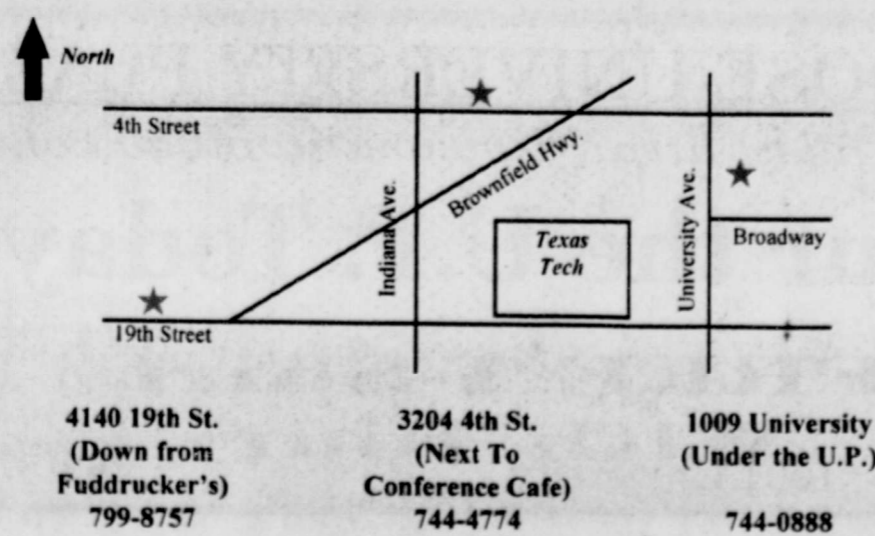 North
4th Street
Indiana Ave.
Brownfield Hwy.
University Ave.
Texas
Tech
Broadway
19th Street
4140 19th St.
(Down from
Fuddrucker's)
799-8757
3204 4th St.
(Next To
Conference Cafe)
744-4774
1009 University
(Under the U.P.)
744-0888